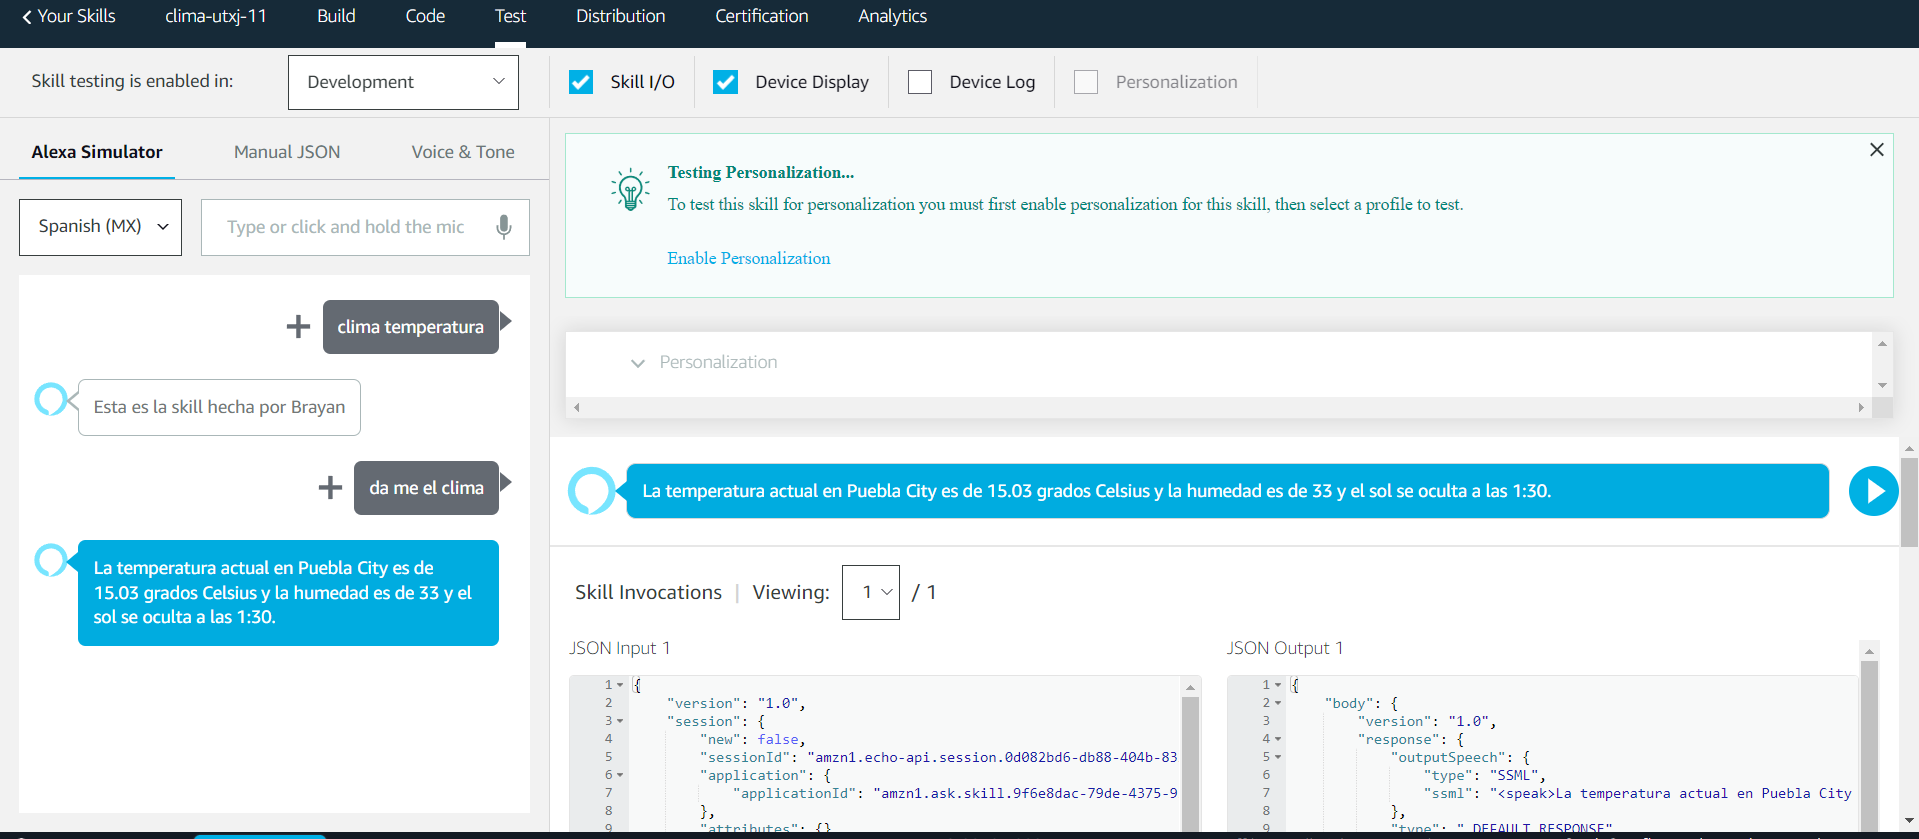 Your Skills
clima-utxj-11
Build
Code
Test
Distribution
Certification
Analytics
Skill testing is enabled in:
Development
Skill I/O
Device Display
Device Log
Personalization
Alexa Simulator
Manual JSON
Voice & Tone
Spanish (MX)
Type or click and hold the mic
clima temperatura
Esta es la skill hecha por Brayan
da me el clima
La temperatura actual en Puebla City es de
15.03 grados Celsius y la humedad es de 33 y el
sol se oculta a las 1:30.
Testing Personalization...
To test this skill for personalization you must first enable personalization for this skill, then select a profile to test.
Enable Personalization
Personalization
La temperatura actual en Puebla City es de 15.03 grados Celsius y la humedad es de 33 y el sol se oculta a las 1:30.
Skill Invocations | Viewing: 1 / 1
JSON Input 1
1 {
2 "version": "1.0",
3 "session": {
4 "new": false,
5 "sessionId": "amzn1.echo-api.session.0d082bd6-db88-404b-83
6 "application": {
7 "applicationId": "amzn1.ask.skill.9f6e8dac-79de-4375-9
8 },
9 "attributes": {}
JSON Output 1
1 {
2 "body": {
3 "version": "1.0",
4 "response": {
5 "outputSpeech": {
6 "type": "SSML",
7 "ssml": "<speak>La temperatura actual en Puebla City
8 },
9 "type": "_DEFAULT_RESPONSE"